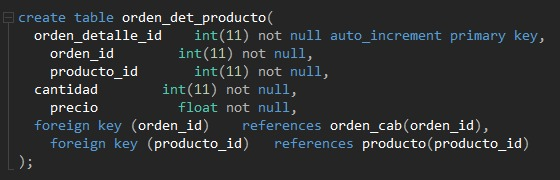 create table orden_det_producto(
orden_detalle_id int(11) not null auto_increment primary key,
orden_id int(11) not null,
producto_id int(11) not null,
cantidad int(11) not null,
precio float not null,
foreign key (orden_id) references orden_cab(orden_id),
foreign key (producto_id) references producto(producto_id)
);